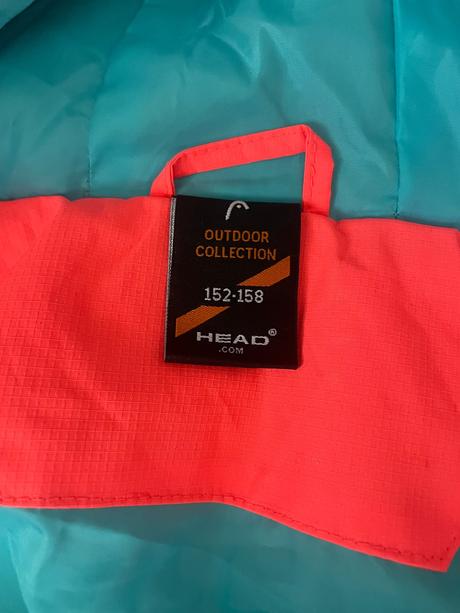 OUTDOOR
COLLECTION
152-158
HEAD®
.COM